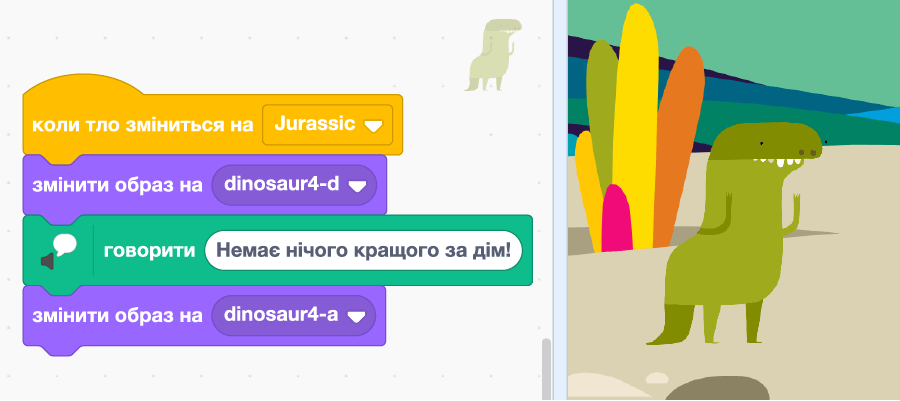 коли тло зміниться на Jurassic
змінити образ на dinosaur4-d
говорити Немає нічого кращого за дім!
змінити образ на dinosaur4-a